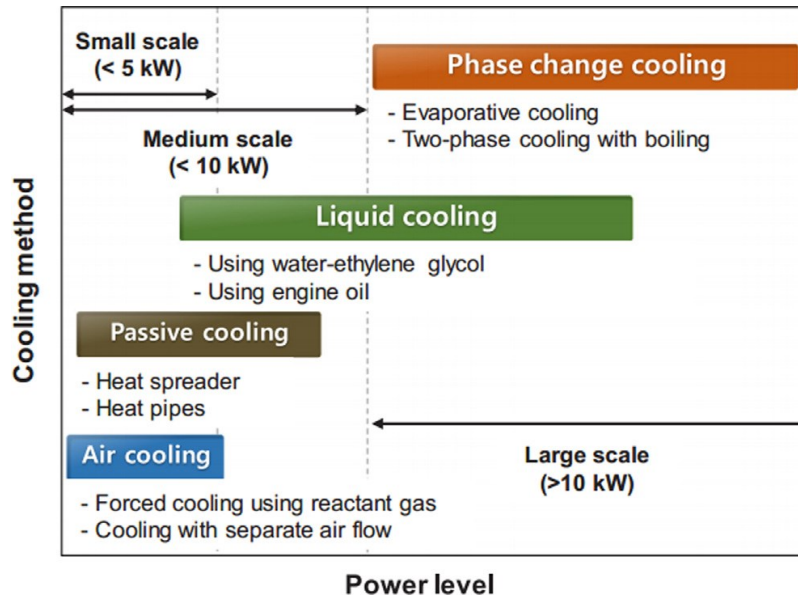 Small scale
(< 5 kW)
Phase change cooling
- Evaporative cooling
- Two-phase cooling with boiling
Medium scale
(< 10 kW)
Liquid cooling
- Using water-ethylene glycol
- Using engine oil
Passive cooling
- Heat spreader
- Heat pipes
Air cooling
- Forced cooling using reactant gas
- Cooling with separate air flow
Large scale
(>10 kW)
Cooling method
Power level